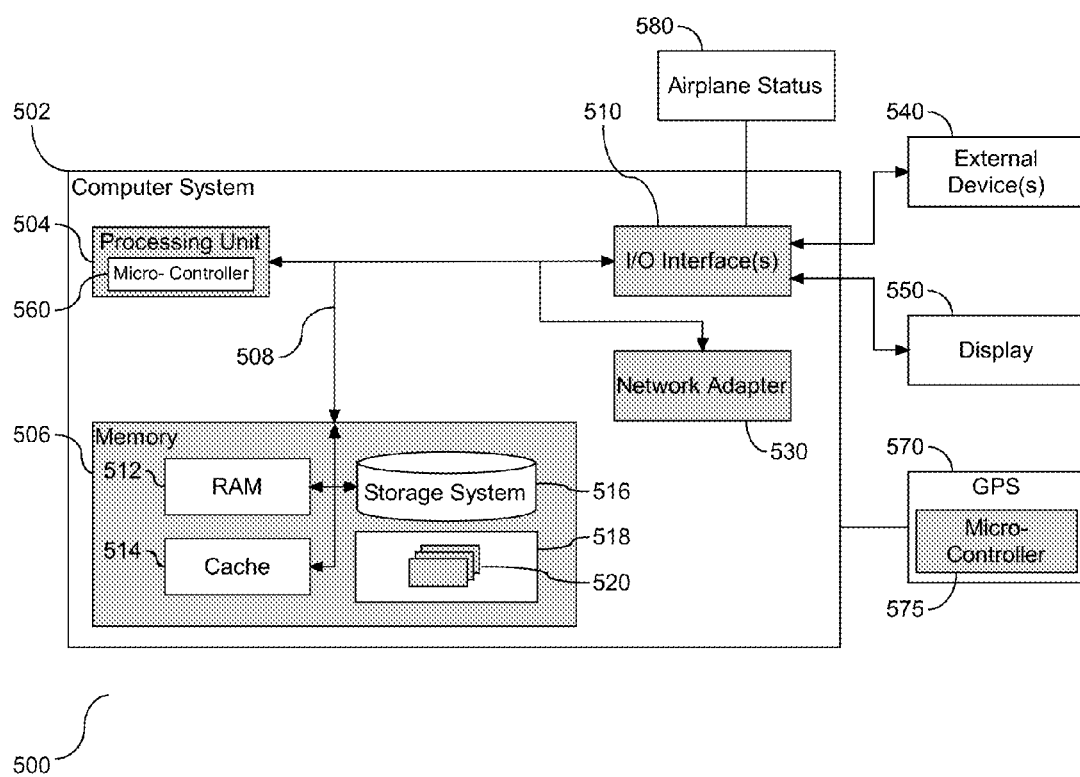 580
Airplane Status
502
510
540
External
Device(s)
Computer System
504
Processing Unit
Micro- Controller
560
I/O Interface(s)
550
Display
508
Network Adapter
530
506
Memory
512
RAM
Storage System
516
570
GPS
Micro-
Controller
575
514
Cache
518
520
500